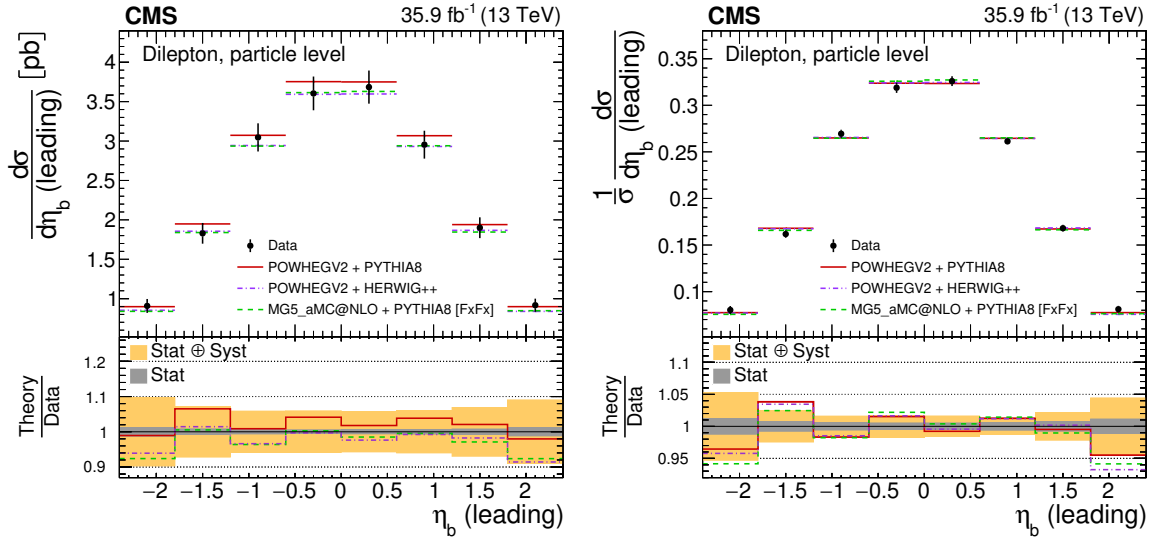 CMS
35.9 fb⁻¹ (13 TeV)
Dilepton, particle level
dσ
dη_b (leading) [pb]
4
3.5
3
2.5
2
1.5
1
Data
POWHEGV2 + PYTHIA8
POWHEGV2 + HERWIG++
MG5_aMC@NLO + PYTHIA8 [FxFx]
Theory
Data
1.2
1.1
1
0.9
Stat ⊕ Syst
Stat
−2 −1.5 −1 −0.5 0 0.5 1 1.5 2
η_b (leading)
CMS
35.9 fb⁻¹ (13 TeV)
Dilepton, particle level
1 dσ
σ dη_b (leading)
0.35
0.3
0.25
0.2
0.15
0.1
Data
POWHEGV2 + PYTHIA8
POWHEGV2 + HERWIG++
MG5_aMC@NLO + PYTHIA8 [FxFx]
Theory
Data
1.1
1.05
1
0.95
Stat ⊕ Syst
Stat
−2 −1.5 −1 −0.5 0 0.5 1 1.5 2
η_b (leading)